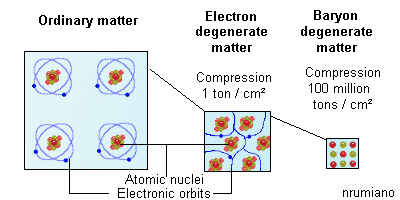 Ordinary matter
Electron
degenerate
matter
Compression
1 ton / cm²
Baryon
degenerate
matter
Compression
100 million
tons / cm²
Atomic nuclei
Electronic orbits
nrumiano